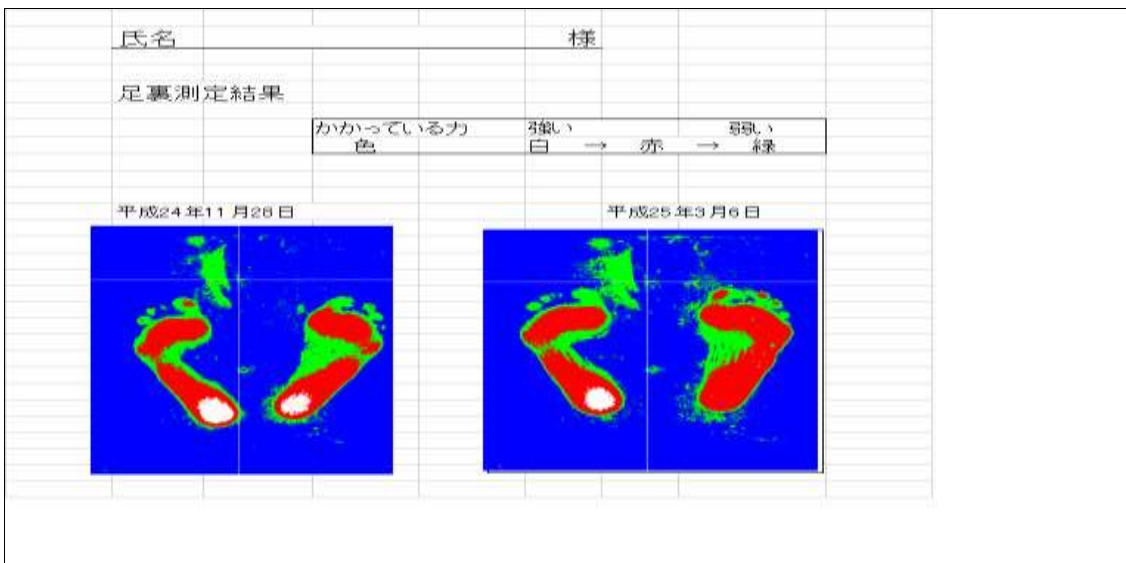 氏名 様
足裏測定結果
かかっている力 強い 弱い
色 白 → 赤 → 緑
平成24年11月28日 平成25年3月6日